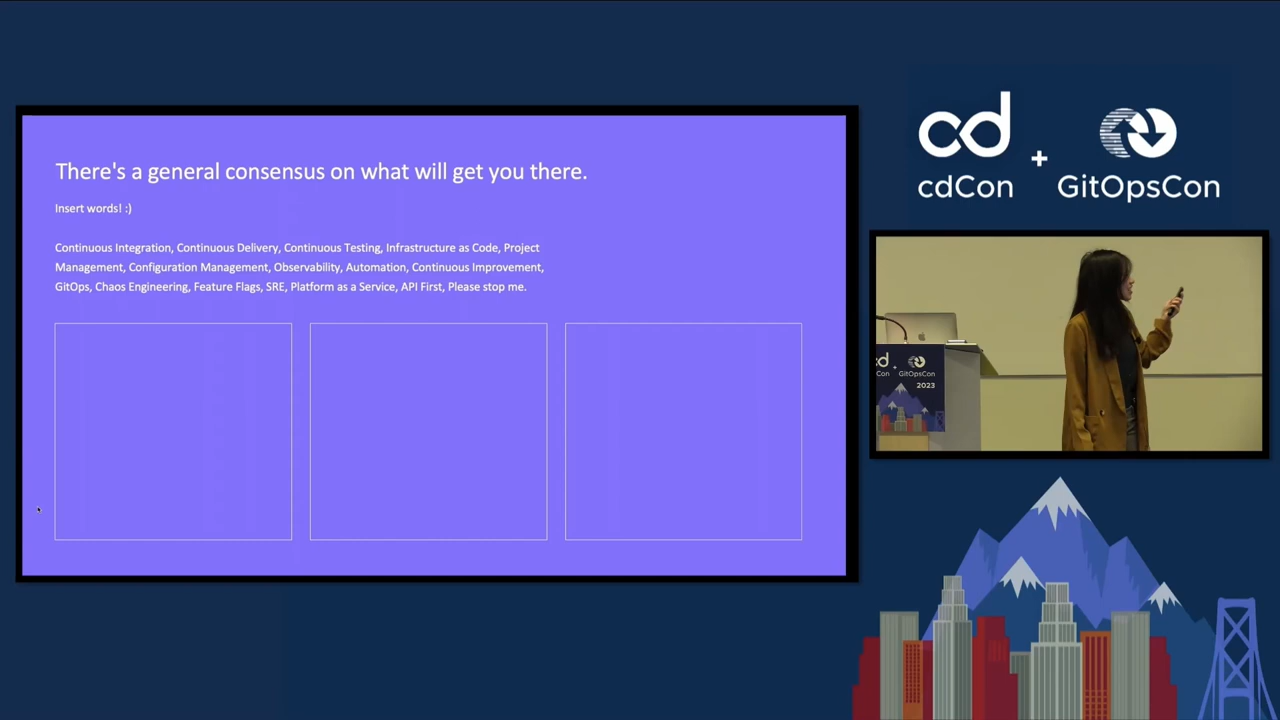 There's a general consensus on what will get you there.
Insert words! :)
Continuous Integration, Continuous Delivery, Continuous Testing, Infrastructure as Code, Project
Management, Configuration Management, Observability, Automation, Continuous Improvement,
GitOps, Chaos Engineering, Feature Flags, SRE, Platform as a Service, API First, Please stop me.
cd
cdCon
+
GitOpsCon
cd
Con
+
GitOpsCon
2023